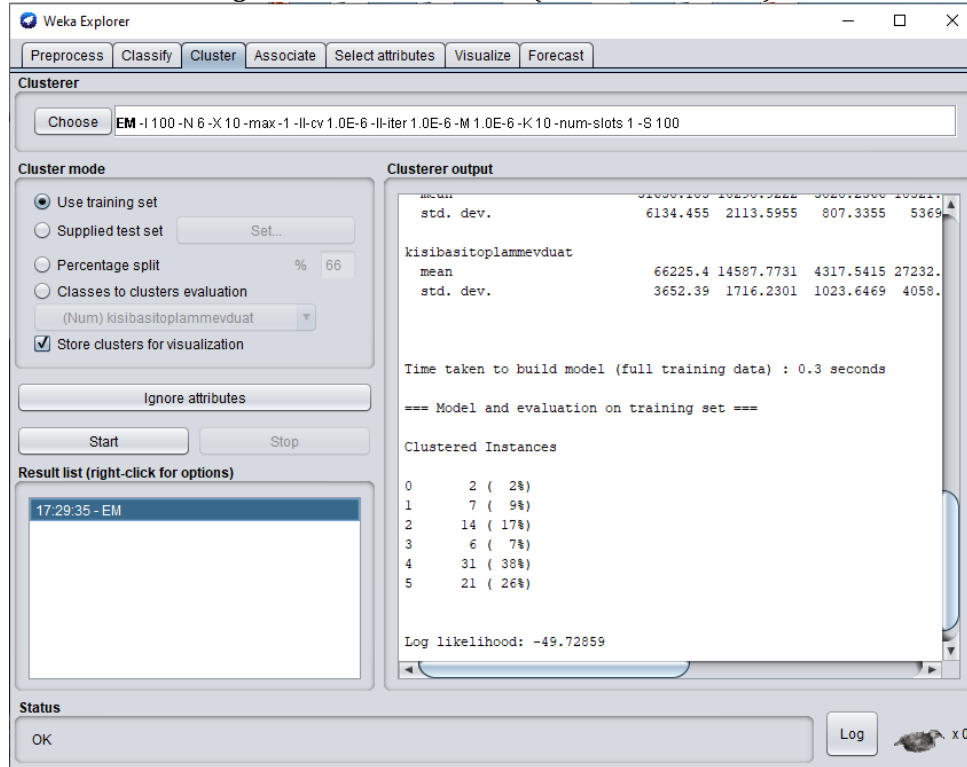 Weka Explorer
Preprocess Classify Cluster Associate Select attributes Visualize Forecast
Clusterer
Choose EM -I 100 -N 6 -X 10 -max -1 -ll-cv 1.0E-6 -ll-iter 1.0E-6 -M 1.0E-6 -K 10 -num-slots 1 -S 100
Cluster mode
Use training set
Supplied test set Set...
Percentage split % 66
Classes to clusters evaluation
(Num) kisibasitoplammevduat
Store clusters for visualization
Ignore attributes
Start Stop
Result list (right-click for options)
17:29:35 - EM
Clusterer output
mean
std. dev. 6134.455 2113.5955 807.3355 5369
kisibasitoplammevduat
mean 66225.4 14587.7731 4317.5415 27232.
std. dev. 3652.39 1716.2301 1023.6469 4058.
Time taken to build model (full training data) : 0.3 seconds
=== Model and evaluation on training set ===
Clustered Instances
0 2 ( 2%)
1 7 ( 9%)
2 14 ( 17%)
3 6 ( 7%)
4 31 ( 38%)
5 21 ( 26%)
Log likelihood: -49.72859
Status
OK
Log
x 0